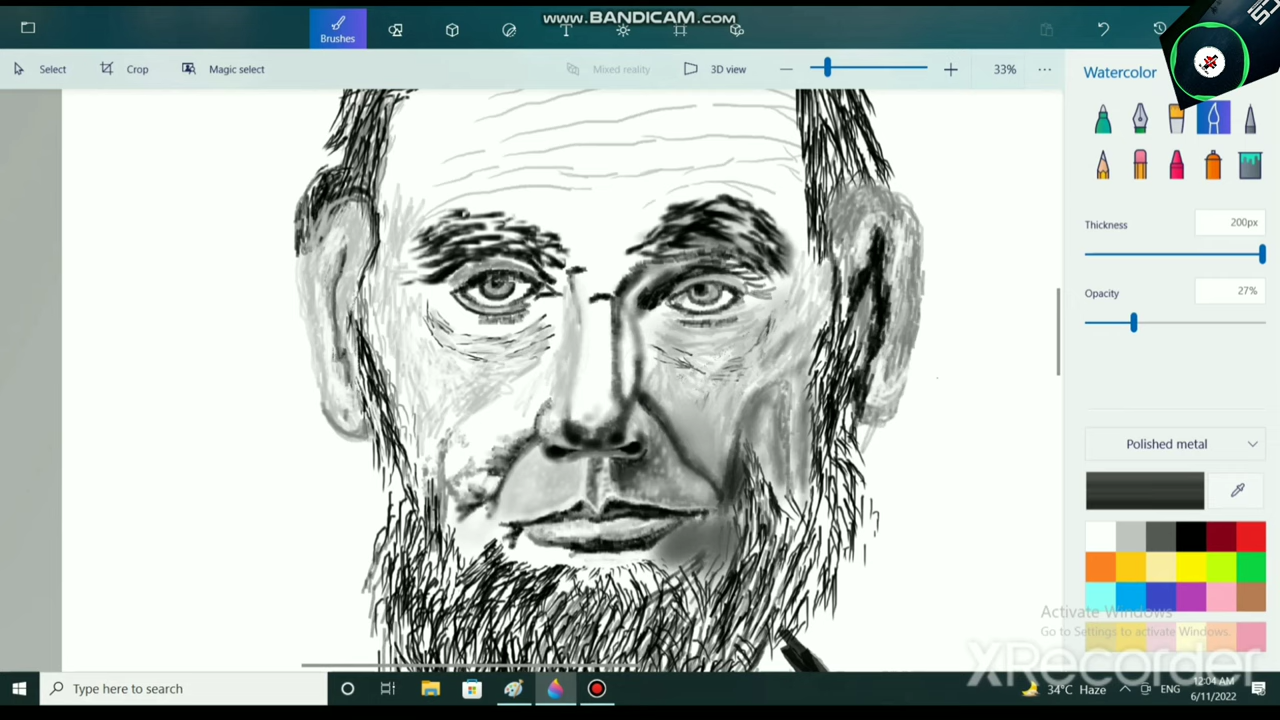 www.BANDICAM.com
Brushes
T
Select
Crop
Magic select
Mixed reality
3D view
33%
Watercolor
Thickness
200px
Opacity
27%
Polished metal
Activate Windows
Go to Settings to activate Windows.
XRecorder
Type here to search
34°C Haze
ENG
12:04 AM
6/11/2022